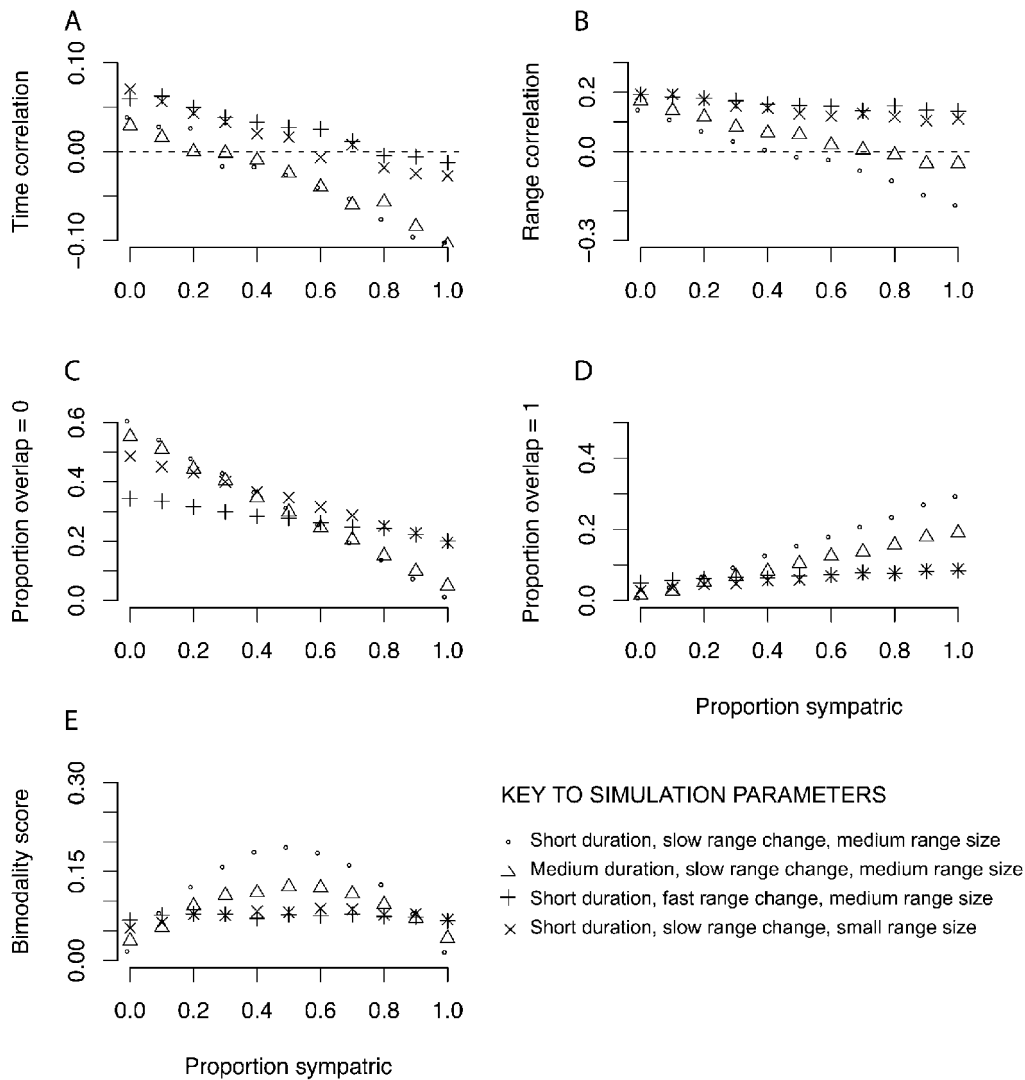 A
Time correlation
0.10
0.00
−0.10
0.0 0.2 0.4 0.6 0.8 1.0
B
Range correlation
0.2
0.0
−0.3
0.0 0.2 0.4 0.6 0.8 1.0
C
Proportion overlap = 0
0.6
0.4
0.2
0.0
0.0 0.2 0.4 0.6 0.8 1.0
D
Proportion overlap = 1
0.4
0.2
0.0
0.0 0.2 0.4 0.6 0.8 1.0
Proportion sympatric
E
Bimodality score
0.30
0.15
0.00
0.0 0.2 0.4 0.6 0.8 1.0
Proportion sympatric
KEY TO SIMULATION PARAMETERS
Short duration, slow range change, medium range size
Medium duration, slow range change, medium range size
Short duration, fast range change, medium range size
Short duration, slow range change, small range size